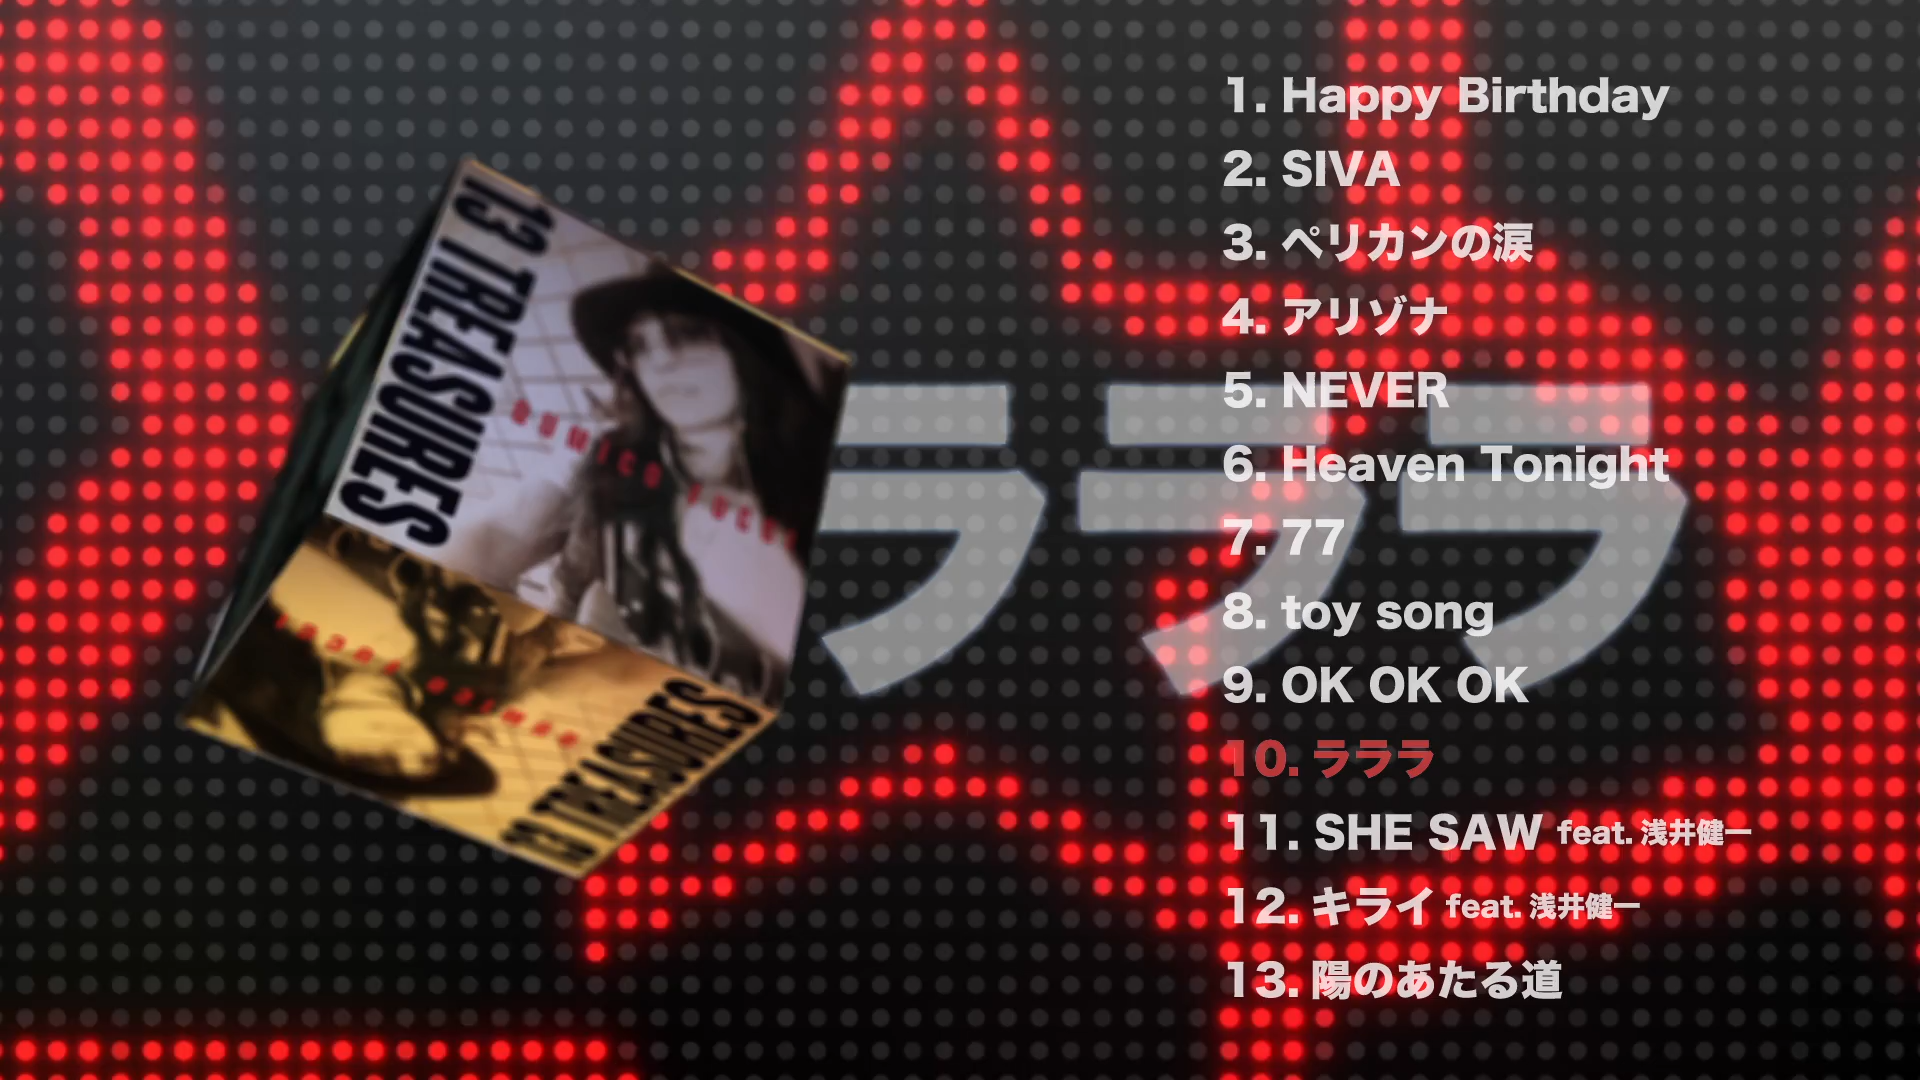 13 TREASURES
ラララ
13 TREASURES
1. Happy Birthday
2. SIVA
3. ペリカンの涙
4. アリゾナ
5. NEVER
6. Heaven Tonight
7. 77
8. toy song
9. OK OK OK
10. ラララ
11. SHE SAW feat. 浅井健一
12. キライ feat. 浅井健一
13. 陽のあたる道